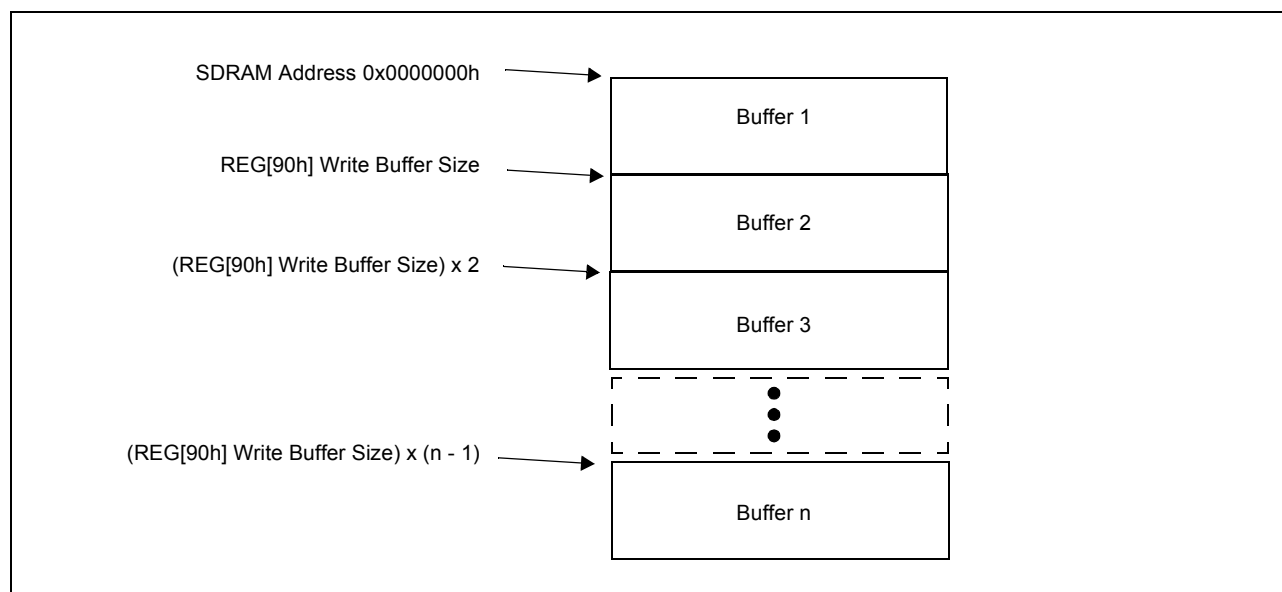 SDRAM Address 0x0000000h
Buffer 1
REG[90h] Write Buffer Size
Buffer 2
(REG[90h] Write Buffer Size) x 2
Buffer 3
(REG[90h] Write Buffer Size) x (n - 1)
Buffer n